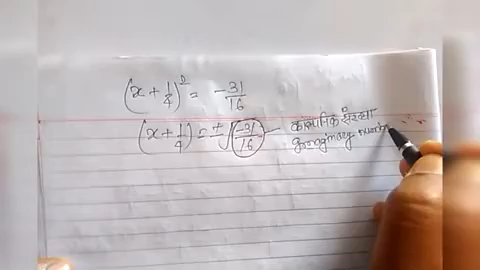 (x + 1/4)² = - 31/16
(x + 1/4) = ± √(-31/16) - काल्पनिक संख्या
Imaginary number